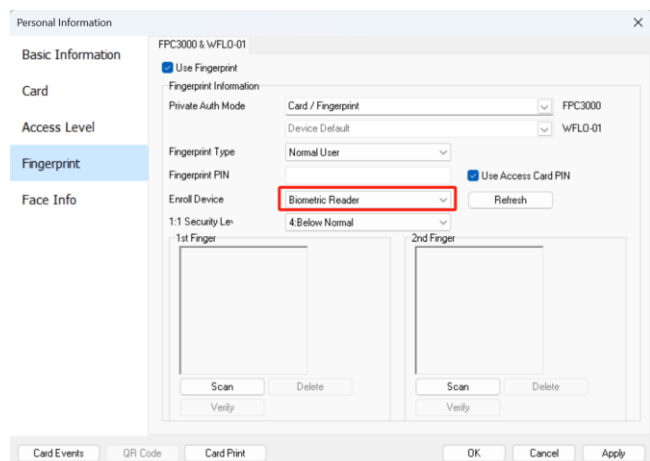 Personal Information
Basic Information
Card
Access Level
Fingerprint
Face Info
FPC3000 & WFLO-01
Use Fingerprint
Fingerprint Information
Private Auth Mode Card / Fingerprint FPC3000
Device Default WFLO-01
Fingerprint Type Normal User
Fingerprint PIN Use Access Card PIN
Enroll Device Biometric Reader Refresh
1:1 Security Lev 4:Below Normal
1st Finger 2nd Finger
Scan Delete Scan Delete
Verify Verify
Card Events QR Code Card Print OK Cancel Apply